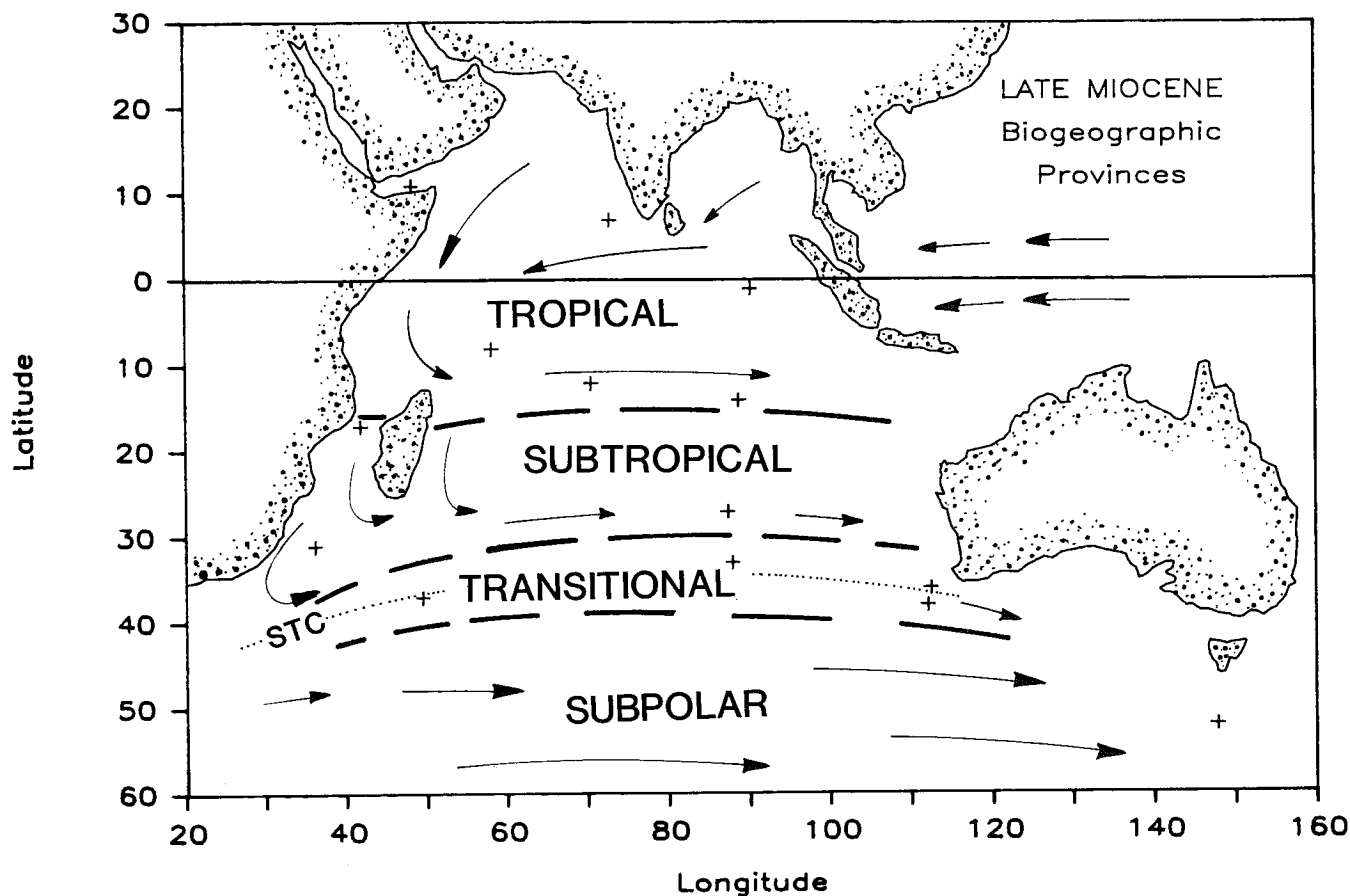 LATE MIOCENE
Biogeographic
Provinces
TROPICAL
SUBTROPICAL
TRANSITIONAL
STC
SUBPOLAR
Latitude
30
20
10
0
10
20
30
40
50
60
20
40
60
80
100
120
140
160
Longitude